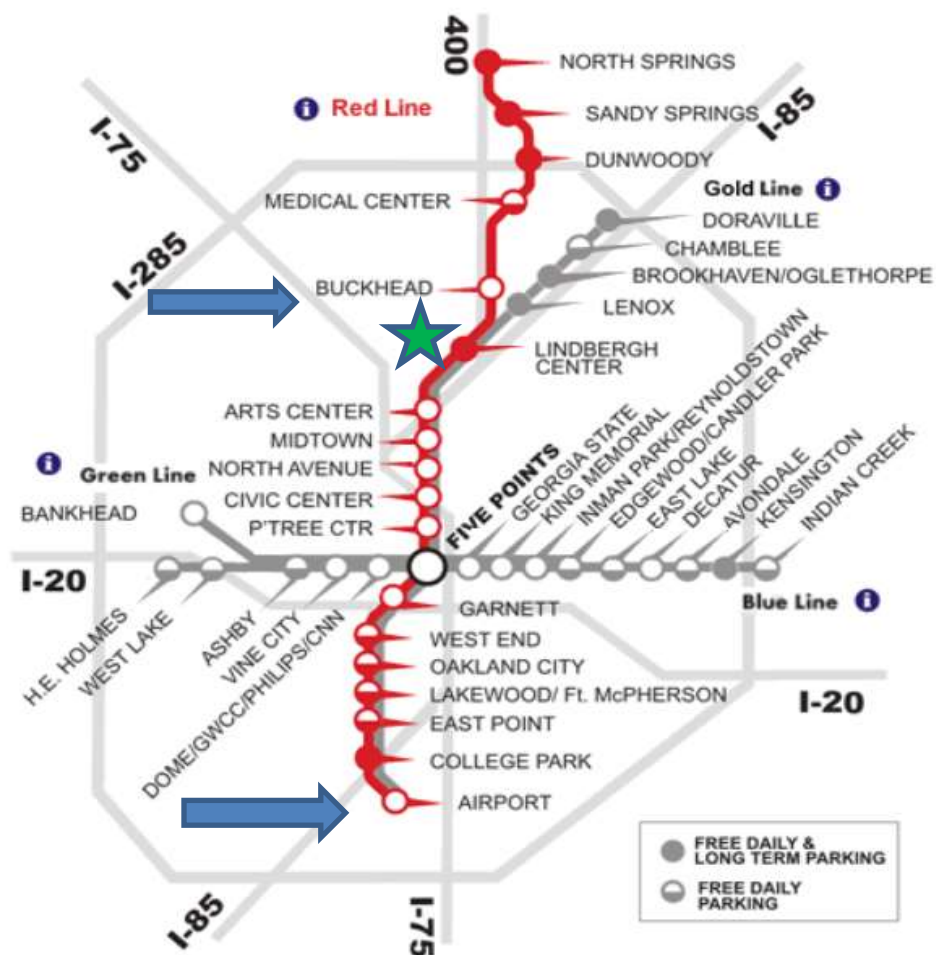 400
NORTH SPRINGS
i Red Line
SANDY SPRINGS
I-85
I-75
DUNWOODY
Gold Line i
MEDICAL CENTER
DORAVILLE
CHAMBLEE
I-285
BROOKHAVEN/OGLETHORPE
BUCKHEAD
LENOX
LINDBERGH
CENTER
ARTS CENTER
MIDTOWN
NORTH AVENUE
CIVIC CENTER
P'TREE CTR
i
Green Line
BANKHEAD
FIVE POINTS
GEORGIA STATE
KING MEMORIAL
INMAN PARK/REYNOLDSTOWN
EDGEWOOD/CANDLER PARK
EAST LAKE
DECATUR
AVONDALE
KENSINGTON
INDIAN CREEK
I-20
H.E. HOLMES
WEST LAKE
ASHBY
VINE CITY
DOME/GWCC/PHILIPS/CNN
Blue Line i
GARNETT
WEST END
OAKLAND CITY
LAKEWOOD/ Ft. McPHERSON
I-20
EAST POINT
COLLEGE PARK
AIRPORT
FREE DAILY &
LONG TERM PARKING
FREE DAILY
PARKING
I-85
I-75